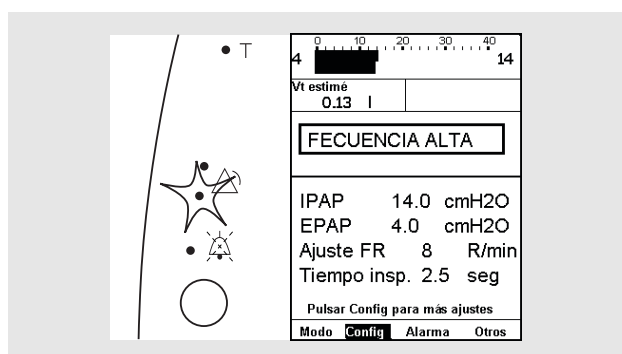 T
0 10 20 30 40
4 14
Vt estimé
0.13 l
FECUENCIA ALTA
IPAP 14.0 cmH2O
EPAP 4.0 cmH2O
Ajuste FR 8 R/min
Tiempo insp. 2.5 seg
Pulsar Config para más ajustes
Modo Config Alarma Otros